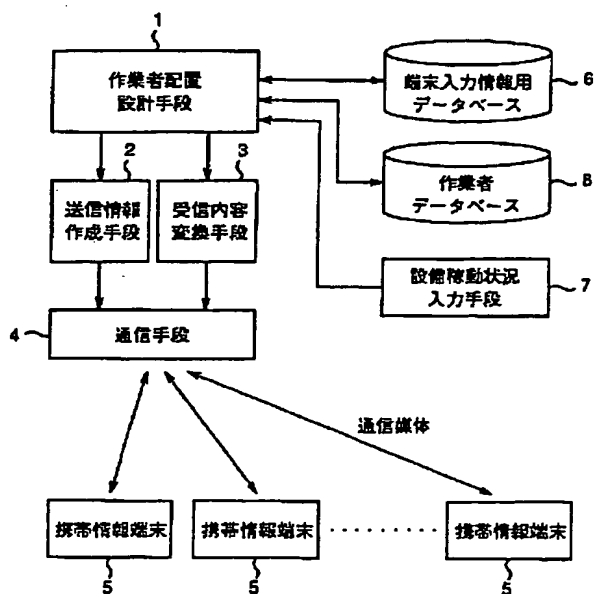 1
作業者配置
設計手段
端末入力情報用
データベース
6
2
3
送信情報
作成手段
受信内容
変換手段
作業者
データベース
8
設備稼動状況
入力手段
7
4
通信手段
通信媒体
携帯情報端末
携帯情報端末
携帯情報端末
5
5
5